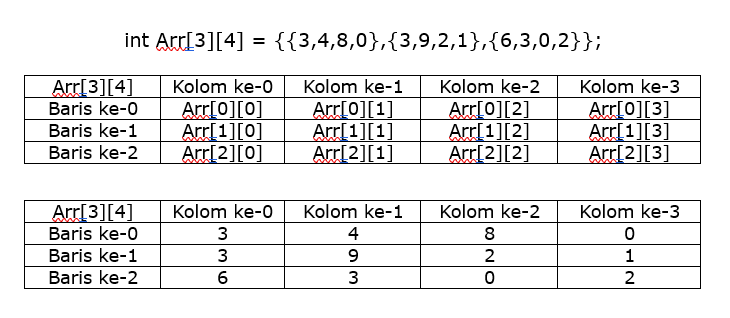 int Arr[3][4] = {{3,4,8,0},{3,9,2,1},{6,3,0,2}};
Arr[3][4] Kolom ke-0 Kolom ke-1 Kolom ke-2 Kolom ke-3
Baris ke-0 Arr[0][0] Arr[0][1] Arr[0][2] Arr[0][3]
Baris ke-1 Arr[1][0] Arr[1][1] Arr[1][2] Arr[1][3]
Baris ke-2 Arr[2][0] Arr[2][1] Arr[2][2] Arr[2][3]
Arr[3][4] Kolom ke-0 Kolom ke-1 Kolom ke-2 Kolom ke-3
Baris ke-0 3 4 8 0
Baris ke-1 3 9 2 1
Baris ke-2 6 3 0 2